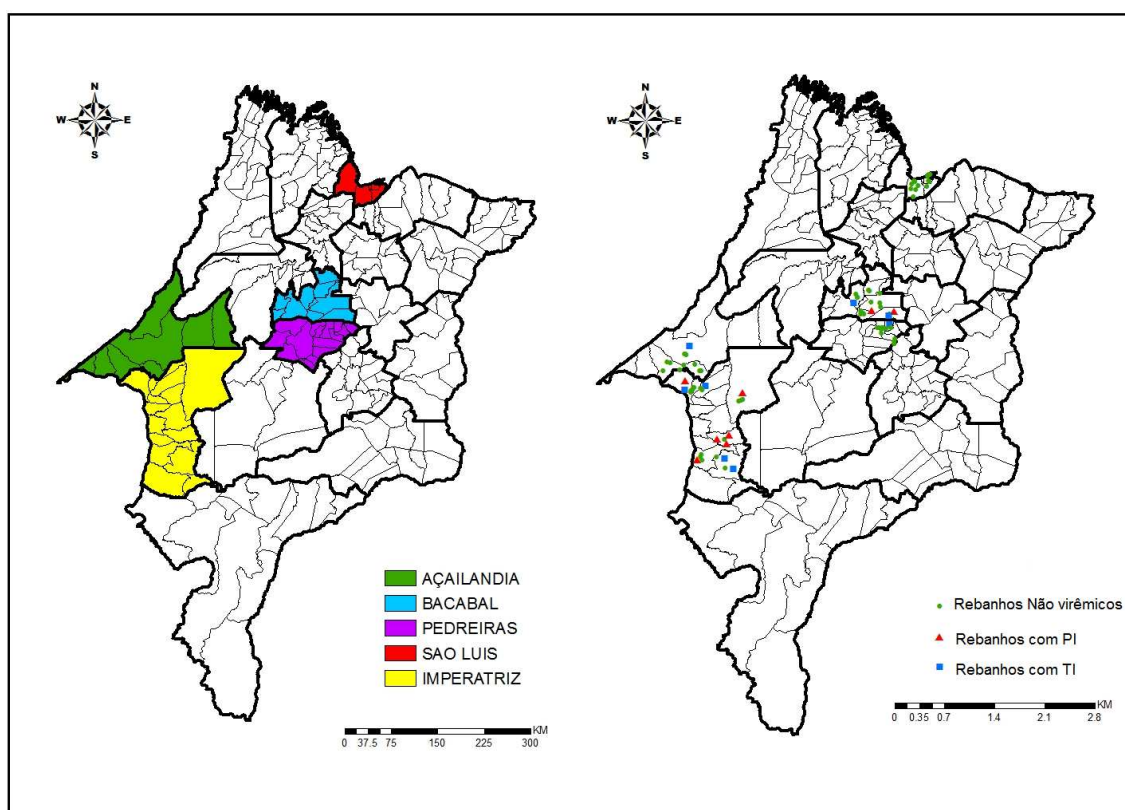 N
W E
S
N
W E
S
AÇAILANDIA
BACABAL
PEDREIRAS
SAO LUIS
IMPERATRIZ
KM
0 37.5 75 150 225 300
Rebanhos Não virêmicos
Rebanhos com PI
Rebanhos com TI
KM
0 0.35 0.7 1.4 2.1 2.8